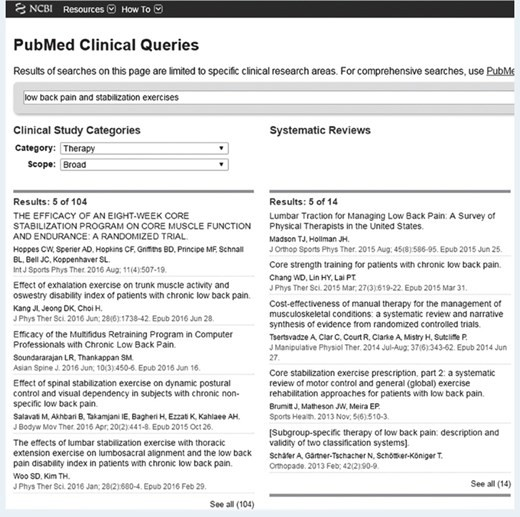 NCBI Resources How To
PubMed Clinical Queries
Results of searches on this page are limited to specific clinical research areas. For comprehensive searches, use PubMe
low back pain and stabilization exercises
Clinical Study Categories
Category: Therapy
Scope: Broad
Results: 5 of 104
THE EFFICACY OF AN EIGHT-WEEK CORE
STABILIZATION PROGRAM ON CORE MUSCLE FUNCTION
AND ENDURANCE: A RANDOMIZED TRIAL.
Hoppes CW, Sperier AD, Hopkins CF, Griffiths BD, Principe MF, Schnall
BL, Bell JC, Koppenhaver SL.
Int J Sports Phys Ther. 2016 Aug; 11(4):507-19.
Effect of exhalation exercise on trunk muscle activity and
oswestry disability index of patients with chronic low back pain.
Kang JI, Jeong DK, Choi H.
J Phys Ther Sci. 2016 Jun; 28(6):1738-42. Epub 2016 Jun 28.
Efficacy of the Multifidus Retraining Program in Computer
Professionals with Chronic Low Back Pain.
Soundararajan LR, Thankappan SM.
Asian Spine J. 2016 Jun; 10(3):450-6. Epub 2016 Jun 16.
Effect of spinal stabilization exercise on dynamic postural
control and visual dependency in subjects with chronic non-
specific low back pain.
Salavati M, Akhbari B, Takamjani IE, Bagheri H, Ezzati K, Kahlaee AH.
J Bodyw Mov Ther. 2016 Apr; 20(2):441-8. Epub 2015 Oct 26.
The effects of lumbar stabilization exercise with thoracic
extension exercise on lumbosacral alignment and the low back
pain disability index in patients with chronic low back pain.
Woo SD, Kim TH.
J Phys Ther Sci. 2016 Jan; 28(2):680-4. Epub 2016 Feb 29.
See all (104)
Systematic Reviews
Results: 5 of 14
Lumbar Traction for Managing Low Back Pain: A Survey of
Physical Therapists in the United States.
Madson TJ, Hollman JH.
J Orthop Sports Phys Ther. 2015 Aug; 45(8):586-95. Epub 2015 Jun 25.
Core strength training for patients with chronic low back pain.
Chang WD, Lin HY, Lai PT.
J Phys Ther Sci. 2015 Mar; 27(3):619-22. Epub 2015 Mar 31.
Cost-effectiveness of manual therapy for the management of
musculoskeletal conditions: a systematic review and narrative
synthesis of evidence from randomized controlled trials.
Tsertsvadze A, Clar C, Court R, Clarke A, Mistry H, Sutcliffe P.
J Manipulative Physiol Ther. 2014 Jul-Aug; 37(6):343-62. Epub 2014 Jun
27.
Core stabilization exercise prescription, part 2: a systematic
review of motor control and general (global) exercise
rehabilitation approaches for patients with low back pain.
Brumitt J, Matheson JW, Meira EP.
Sports Health. 2013 Nov; 5(6):510-3.
[Subgroup-specific therapy of low back pain: description and
validity of two classification systems].
Schäfer A, Gärtner-Tschacher N, Schöttker-Königer T.
Orthopade. 2013 Feb; 42(2):90-9.
See all (14)